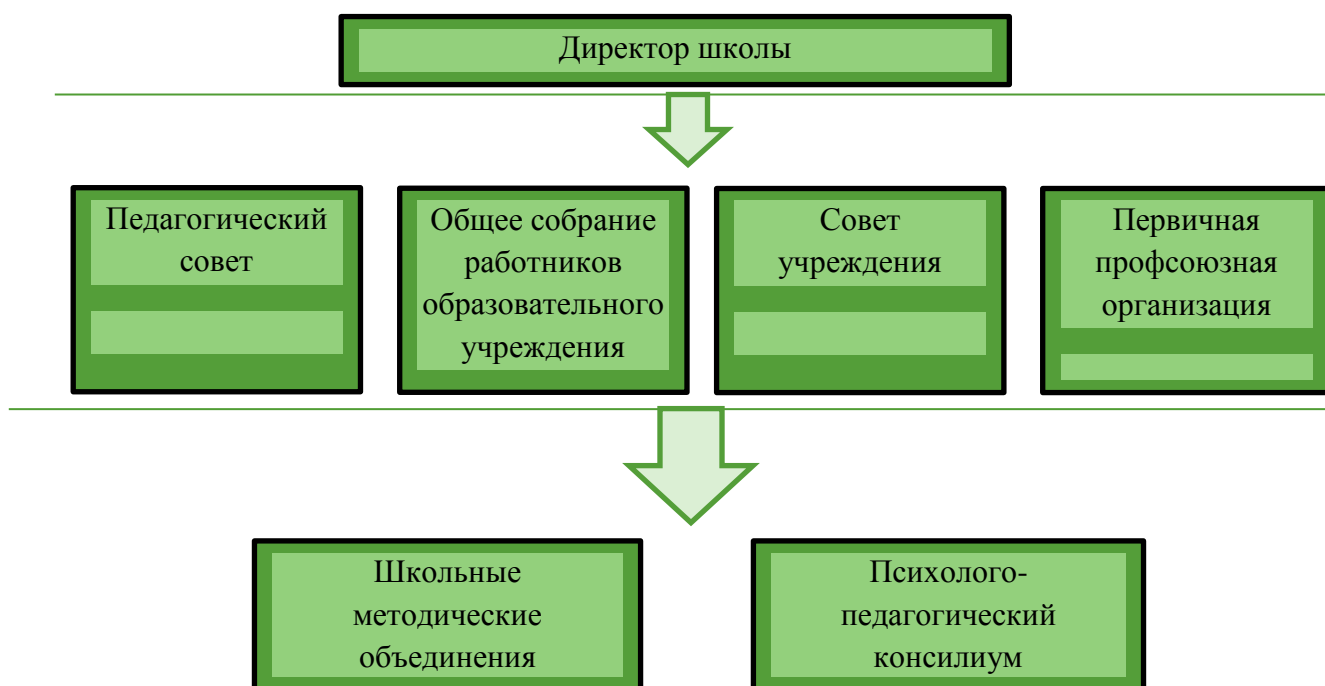 Директор школы
Педагогический
совет
Общее собрание
работников
образовательного
учреждения
Совет
учреждения
Первичная
профсоюзная
организация
Школьные
методические
объединения
Психолого-
педагогический
консилиум